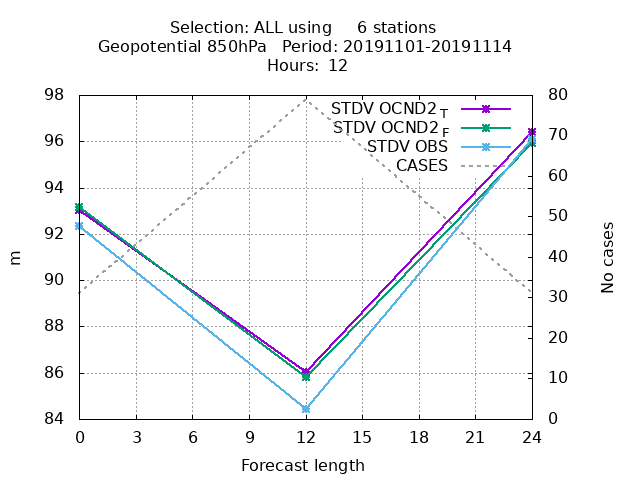 Selection: ALL using     6 stations
Geopotential 850hPa   Period: 20191101-20191114
Hours:  12
98
96
94
92
90
88
86
84
m
80
70
60
50
40
30
20
10
0
No cases
STDV OCND2 T
STDV OCND2 F
STDV OBS
CASES
0 3 6 9 12 15 18 21 24
Forecast length